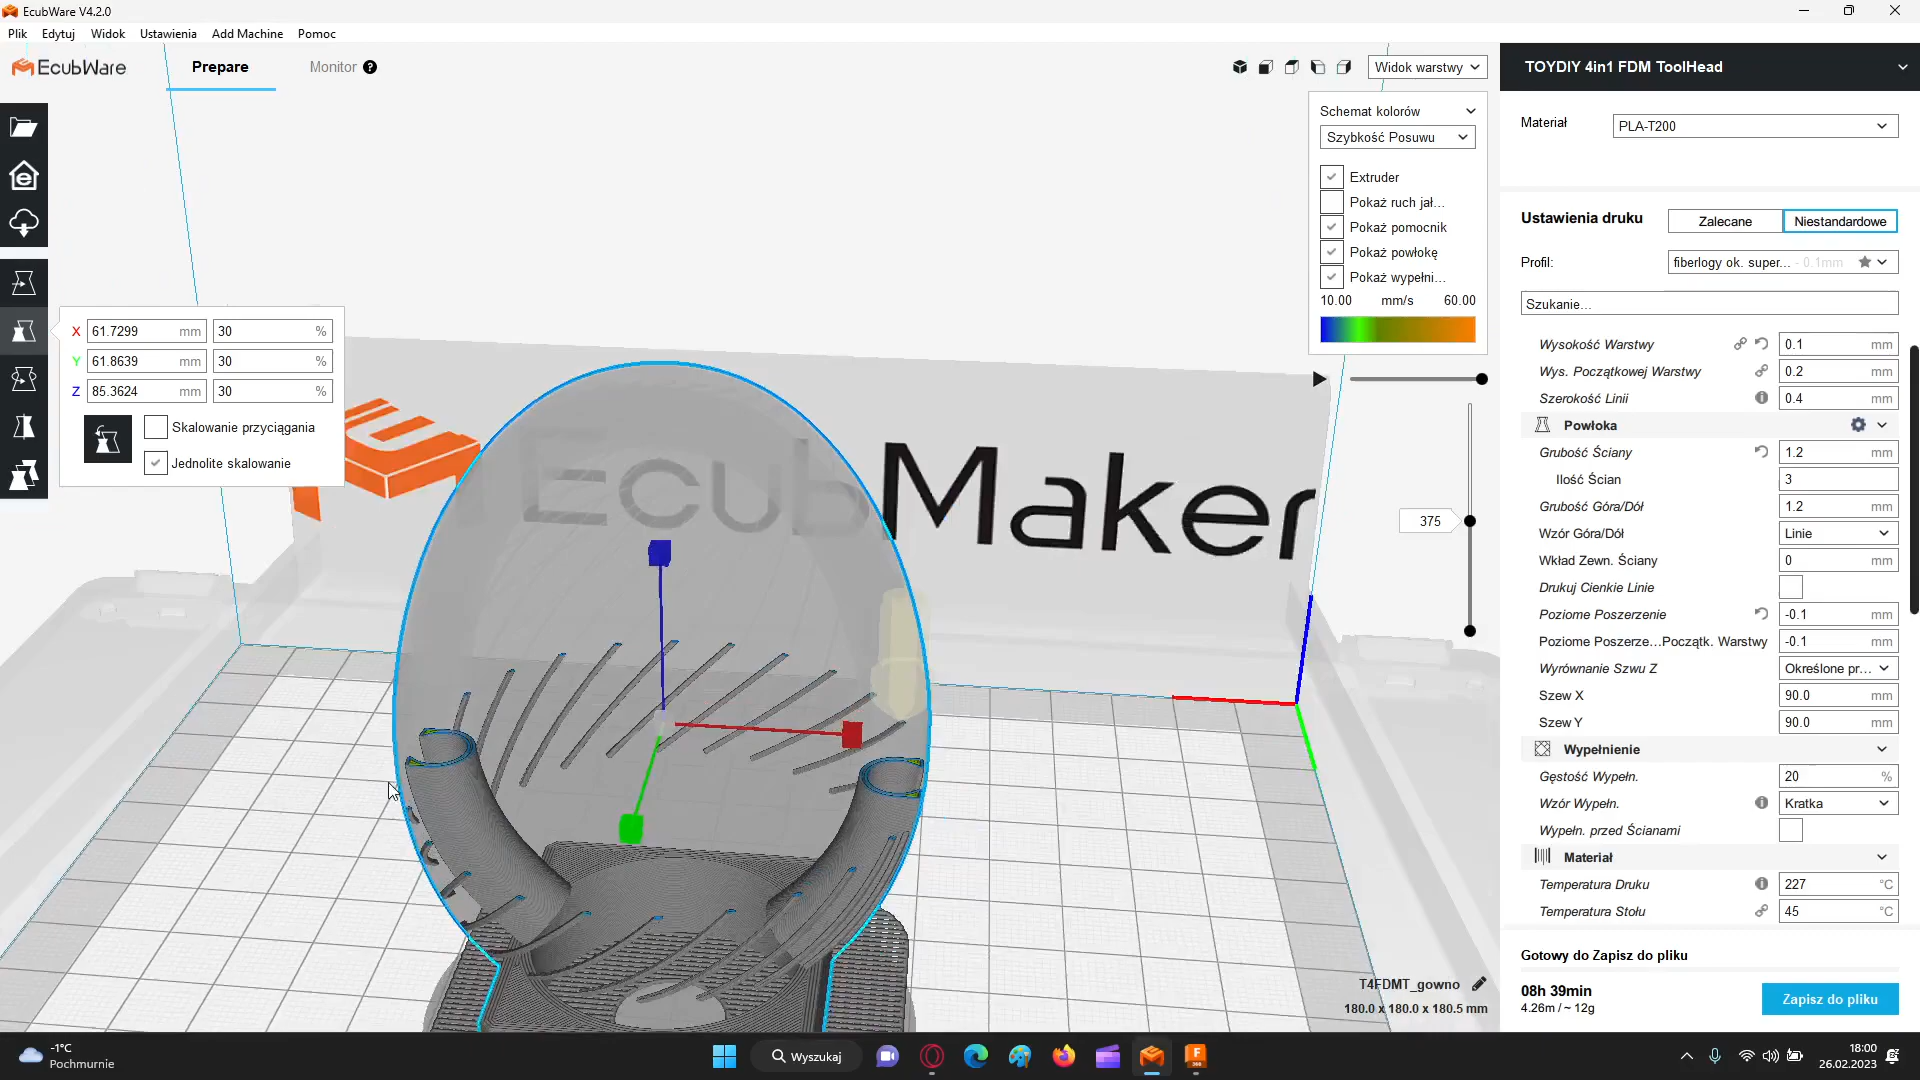 EcubWare V4.2.0
Plik Edytuj Widok Ustawienia Add Machine Pomoc
EcubWare Prepare Monitor ?
Widok warstwy
TOYDIY 4in1 FDM ToolHead
Schemat kolorów
Szybkość Posuwu
Extruder
Pokaż ruch jał...
Pokaż pomocnik
Pokaż powłokę
Pokaż wypełni...
10.00 mm/s 60.00
375
X 61.7299 mm 30 %
Y 61.8639 mm 30 %
Z 85.3624 mm 30 %
Skalowanie przyciągania
Jednolite skalowanie
EcubMaker
Materiał PLA-T200
Ustawienia druku Zalecane Niestandardowe
Profil: fiberlogy ok. super... - 0.1mm
Szukanie...
Wysokość Warstwy 0.1 mm
Wys. Początkowej Warstwy 0.2 mm
Szerokość Linii 0.4 mm
Powłoka
Grubość Ściany 1.2 mm
Ilość Ścian 3
Grubość Góra/Dół 1.2 mm
Wzór Góra/Dół Linie
Wkład Zewn. Ściany 0 mm
Drukuj Cienkie Linie
Poziome Poszerzenie -0.1 mm
Poziome Poszerze...Początk. Warstwy -0.1 mm
Wyrównanie Szwu Z Określone pr...
Szew X 90.0 mm
Szew Y 90.0 mm
Wypełnienie
Gęstość Wypełn. 20 %
Wzór Wypełn. Kratka
Wypełn. przed Ścianami
Materiał
Temperatura Druku 227 °C
Temperatura Stołu 45 °C
T4FDMT_gowno
180.0 x 180.0 x 180.5 mm
Gotowy do Zapisz do pliku
08h 39min
4.26m / ~ 12g
Zapisz do pliku
-1°C
Pochmurnie
Wyszukaj
F
360
18:00
26.02.2023